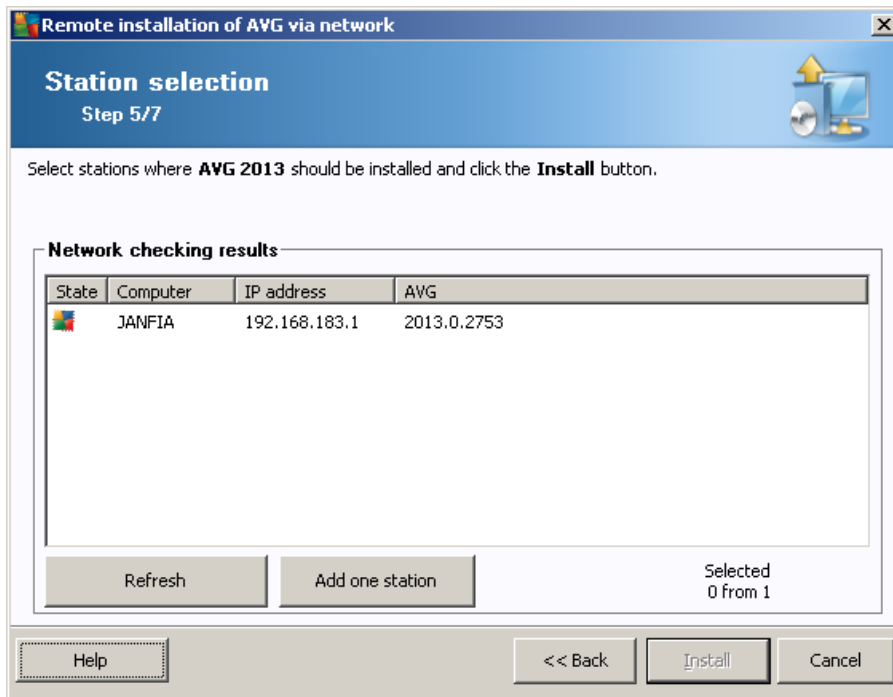 Remote installation of AVG via network
Station selection
Step 5/7
Select stations where AVG 2013 should be installed and click the Install button.
Network checking results
State Computer IP address AVG
JANFIA 192.168.183.1 2013.0.2753
Refresh Add one station Selected
0 from 1
Help << Back Install Cancel